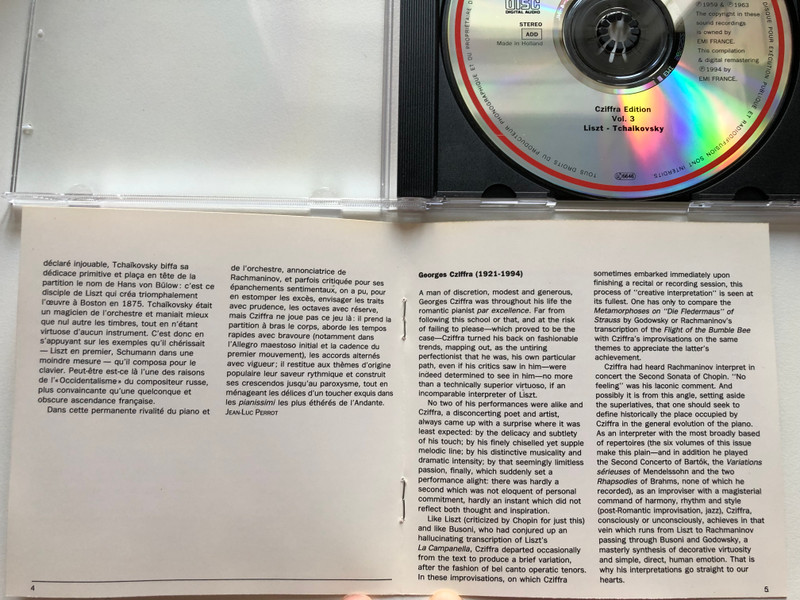 disc
DIGITAL AUDIO
STEREO
ADD
Made in Holland
℗ 1959 & ℗ 1963
The copyright in these
sound recordings
is owned by
EMI FRANCE.
This compilation
& digital remastering
℗ 1994 by
EMI FRANCE.
Cziffra Edition
Vol. 3
Liszt - Tchaikovsky
TOUS DROITS DU PRODUCTEUR PHONOGRAPHIQUE ET DU PROPRIÉTAIRE DE
DISQUE POUR EXÉCUTION PUBLIQUE ET RADIODIFFUSION SONT INTERDITS
déclaré injouable, Tchaïkovsky biffa sa
dédicace primitive et plaça en tête de la
partition le nom de Hans von Bülow : c'est ce
disciple de Liszt qui créa triomphalement
l'œuvre à Boston en 1875. Tchaïkovsky était
un magicien de l'orchestre et maniait mieux
que nul autre les timbres, tout en n'étant
virtuose d'aucun instrument. C'est donc en
s'appuyant sur les exemples qu'il chérissait
— Liszt en premier, Schumann dans une
moindre mesure — qu'il composa pour le
clavier. Peut-être est-ce là l'une des raisons
de l'«Occidentalisme» du compositeur russe,
plus convaincante qu'une quelconque et
obscure ascendance française.
Dans cette permanente rivalité du piano et
de l'orchestre, annonciatrice de
Rachmaninov, et parfois critiquée pour ses
épanchements sentimentaux, on a pu, pour
en estomper les excès, envisager les traits
avec prudence, les octaves avec réserve,
mais Cziffra ne joue pas ce jeu là : il prend la
partition à bras le corps, aborde les tempos
rapides avec bravoure (notamment dans
l'Allegro maestoso initial et la cadence du
premier mouvement), les accords alternés
avec vigueur ; il restitue aux thèmes d'origine
populaire leur saveur rythmique et construit
ses crescendos jusqu'au paroxysme, tout en
ménageant les délices d'un toucher exquis dans
les pianissimi les plus éthérés de l'Andante.
JEAN-LUC PERROT
4
Georges Cziffra (1921-1994)
A man of discretion, modest and generous,
Georges Cziffra was throughout his life the
romantic pianist par excellence. Far from
following this school or that, and at the risk
of failing to please—which proved to be the
case—Cziffra turned his back on fashionable
trends, mapping out, as the untiring
perfectionist that he was, his own particular
path, even if his critics saw in him—were
indeed determined to see in him—no more
than a technically superior virtuoso, if an
incomparable interpreter of Liszt.
No two of his performances were alike and
Cziffra, a disconcerting poet and artist,
always came up with a surprise where it was
least expected: by the delicacy and subtlety
of his touch; by his finely chiselled yet supple
melodic line; by his distinctive musicality and
dramatic intensity; by that seemingly limitless
passion, finally, which suddenly set a
performance alight: there was hardly a
second which was not eloquent of personal
commitment, hardly an instant which did not
reflect both thought and inspiration.
Like Liszt (criticized by Chopin for just this)
and like Busoni, who had conjured up an
hallucinating transcription of Liszt's
La Campanella, Cziffra departed occasionally
from the text to produce a brief variation,
after the fashion of bel canto operatic tenors.
In these improvisations, on which Cziffra
sometimes embarked immediately upon
finishing a recital or recording session, this
process of "creative interpretation" is seen at
its fullest. One has only to compare the
Metamorphoses on "Die Fledermaus" of
Strauss by Godowsky or Rachmaninov's
transcription of the Flight of the Bumble Bee
with Cziffra's improvisations on the same
themes to appreciate the latter's
achievement.
Cziffra had heard Rachmaninov interpret in
concert the Second Sonata of Chopin. "No
feeling" was his laconic comment. And
possibly it is from this angle, setting aside
the superlatives, that one should seek to
define historically the place occupied by
Cziffra in the general evolution of the piano.
As an interpreter with the most broadly based
of repertoires (the six volumes of this issue
make this plain—and in addition he played
the Second Concerto of Bartók, the Variations
sérieuses of Mendelssohn and the two
Rhapsodies of Brahms, none of which he
recorded), as an improviser with a magisterial
command of harmony, rhythm and style
(post-Romantic improvisation, jazz), Cziffra,
consciously or unconsciously, achieves in that
vein which runs from Liszt to Rachmaninov
passing through Busoni and Godowsky, a
masterly synthesis of decorative virtuosity
and simple, direct, human emotion. That is
why his interpretations go straight to our
hearts.
5